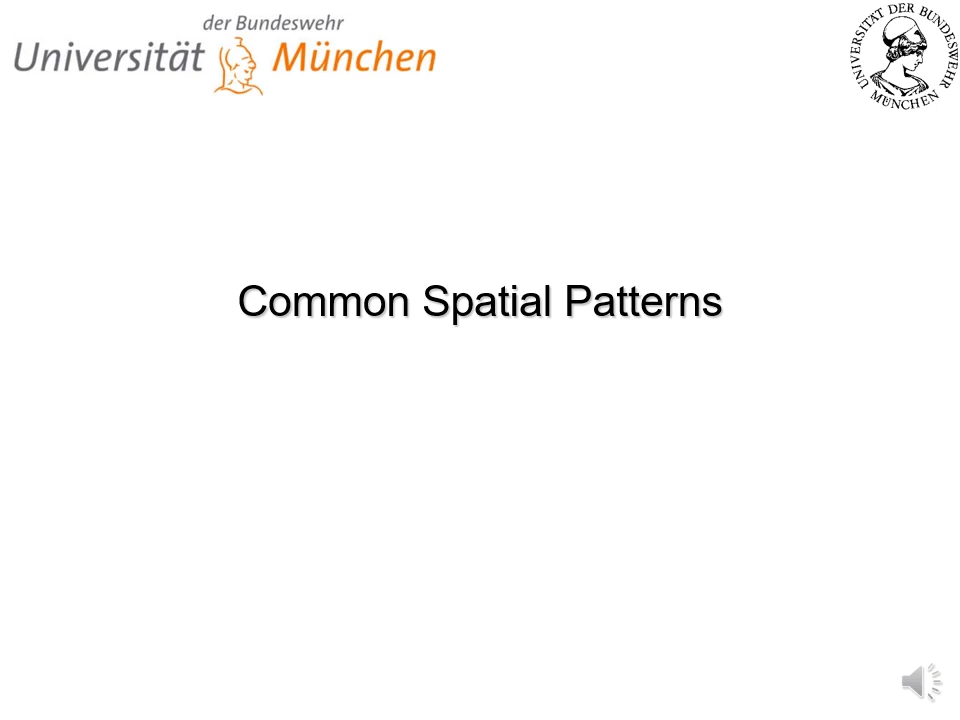 der Bundeswehr
Universität München
UNIVERSITÄT DER BUNDESWEHR
MÜNCHEN
Common Spatial Patterns